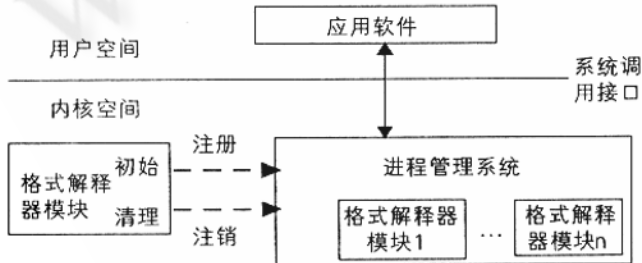 应用软件
用户空间
系统调
用接口
内核空间
注册
初始
格式解释
器模块
清理
注销
进程管理系统
格式解释器
模块1
…
格式解释
器模块n